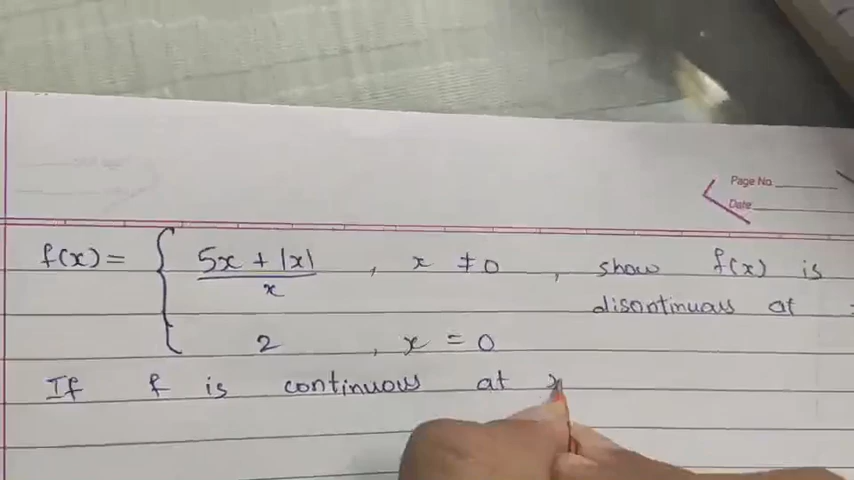 Page No.
Date
f(x) = { (5x + |x|)/x , x ≠ 0 , show f(x) is
disontinuous at
2 , x = 0
If f is continuous at x